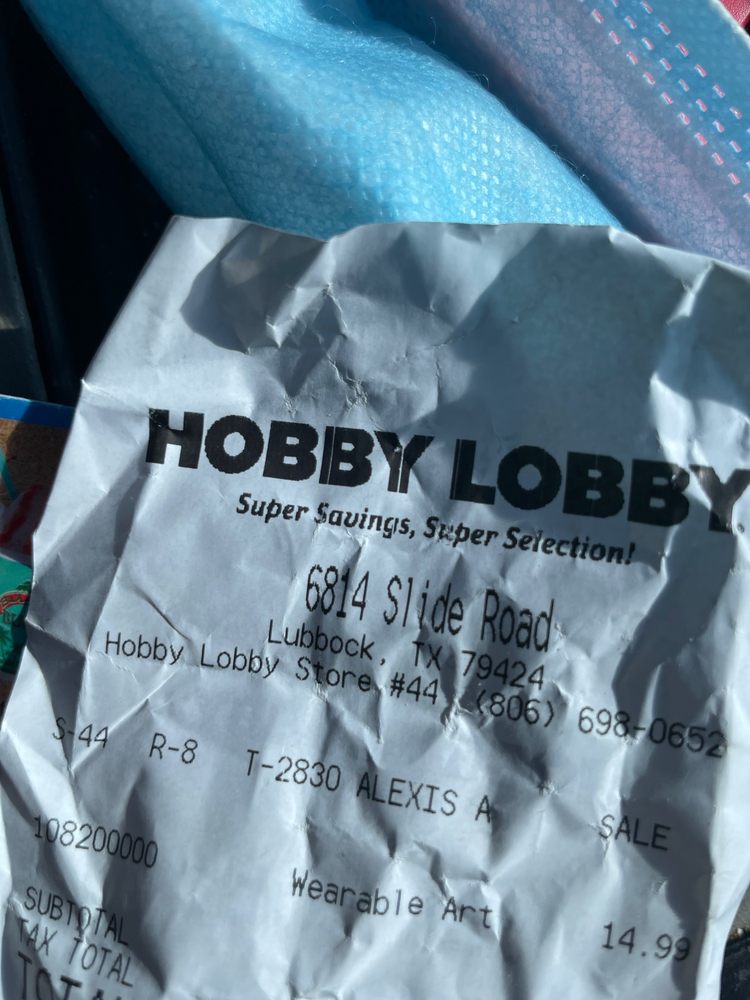 HOBBY LOBBY.
Super Savings, Super Selection!
6814 Slide Road
Lubbock, TX 79424
Hobby Lobby Store #44 (806) 698-0652
S-44 R-8 T-2830 ALEXIS A SALE
108200000 Wearable Art 14.99
SUBTOTAL
TAX TOTAL